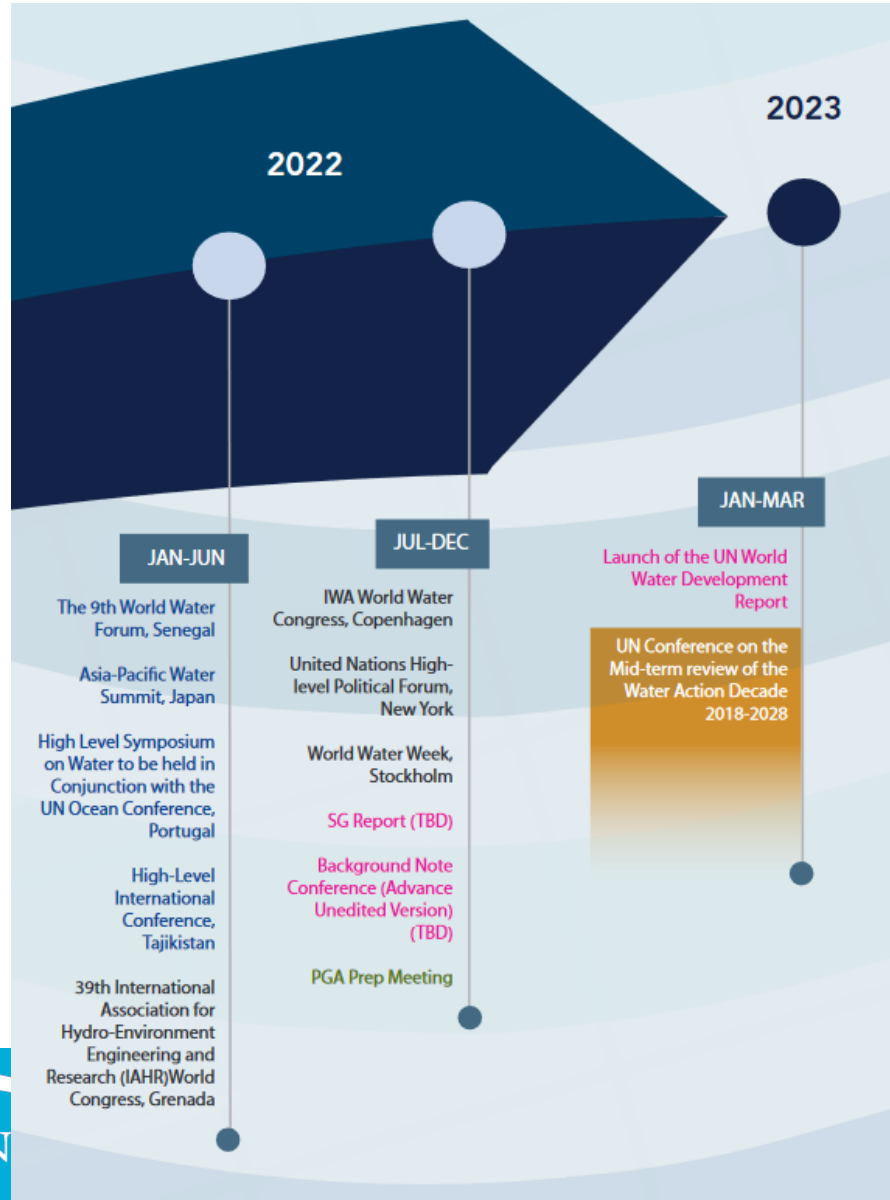 2022
2023
JAN-JUN
The 9th World Water
Forum, Senegal
Asia-Pacific Water
Summit, Japan
High Level Symposium
on Water to be held in
Conjunction with the
UN Ocean Conference,
Portugal
High-Level
International
Conference,
Tajikistan
39th International
Association for
Hydro-Environment
Engineering and
Research (IAHR)World
Congress, Grenada
JUL-DEC
IWA World Water
Congress, Copenhagen
United Nations High-
level Political Forum,
New York
World Water Week,
Stockholm
SG Report (TBD)
Background Note
Conference (Advance
Unedited Version)
(TBD)
PGA Prep Meeting
JAN-MAR
Launch of the UN World
Water Development
Report
UN Conference on the
Mid-term review of the
Water Action Decade
2018-2028